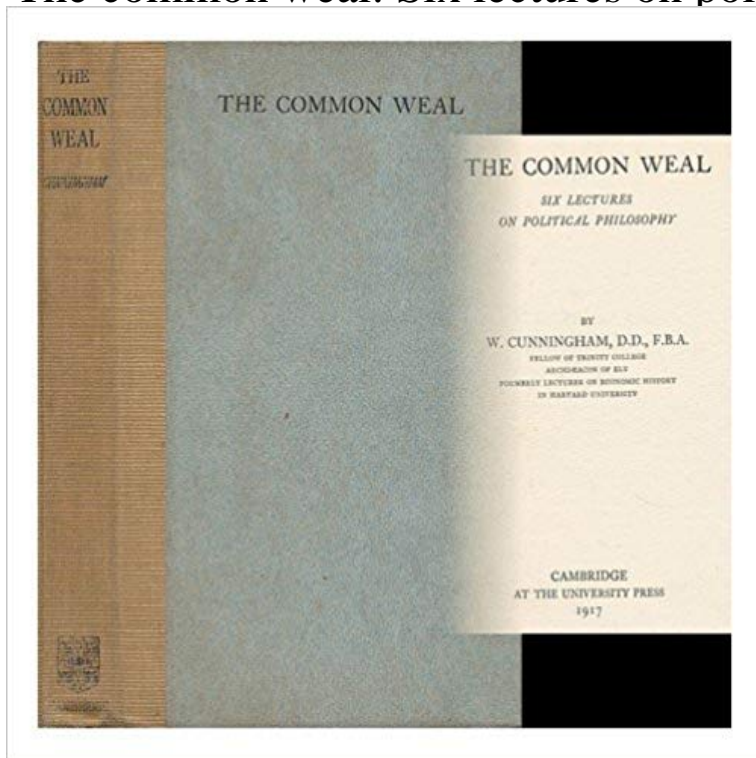 The common weal. Six lectures on pol
THE
COMMON
WEAL
CUNNINGHAM
THE COMMON WEAL
THE COMMON WEAL
SIX LECTURES
ON POLITICAL PHILOSOPHY
BY
W. CUNNINGHAM, D.D., F.B.A.
FELLOW OF TRINITY COLLEGE
ARCHDEACON OF ELY
FORMERLY LECTURER ON ECONOMIC HISTORY
IN HARVARD UNIVERSITY
CAMBRIDGE
AT THE UNIVERSITY PRESS
1917